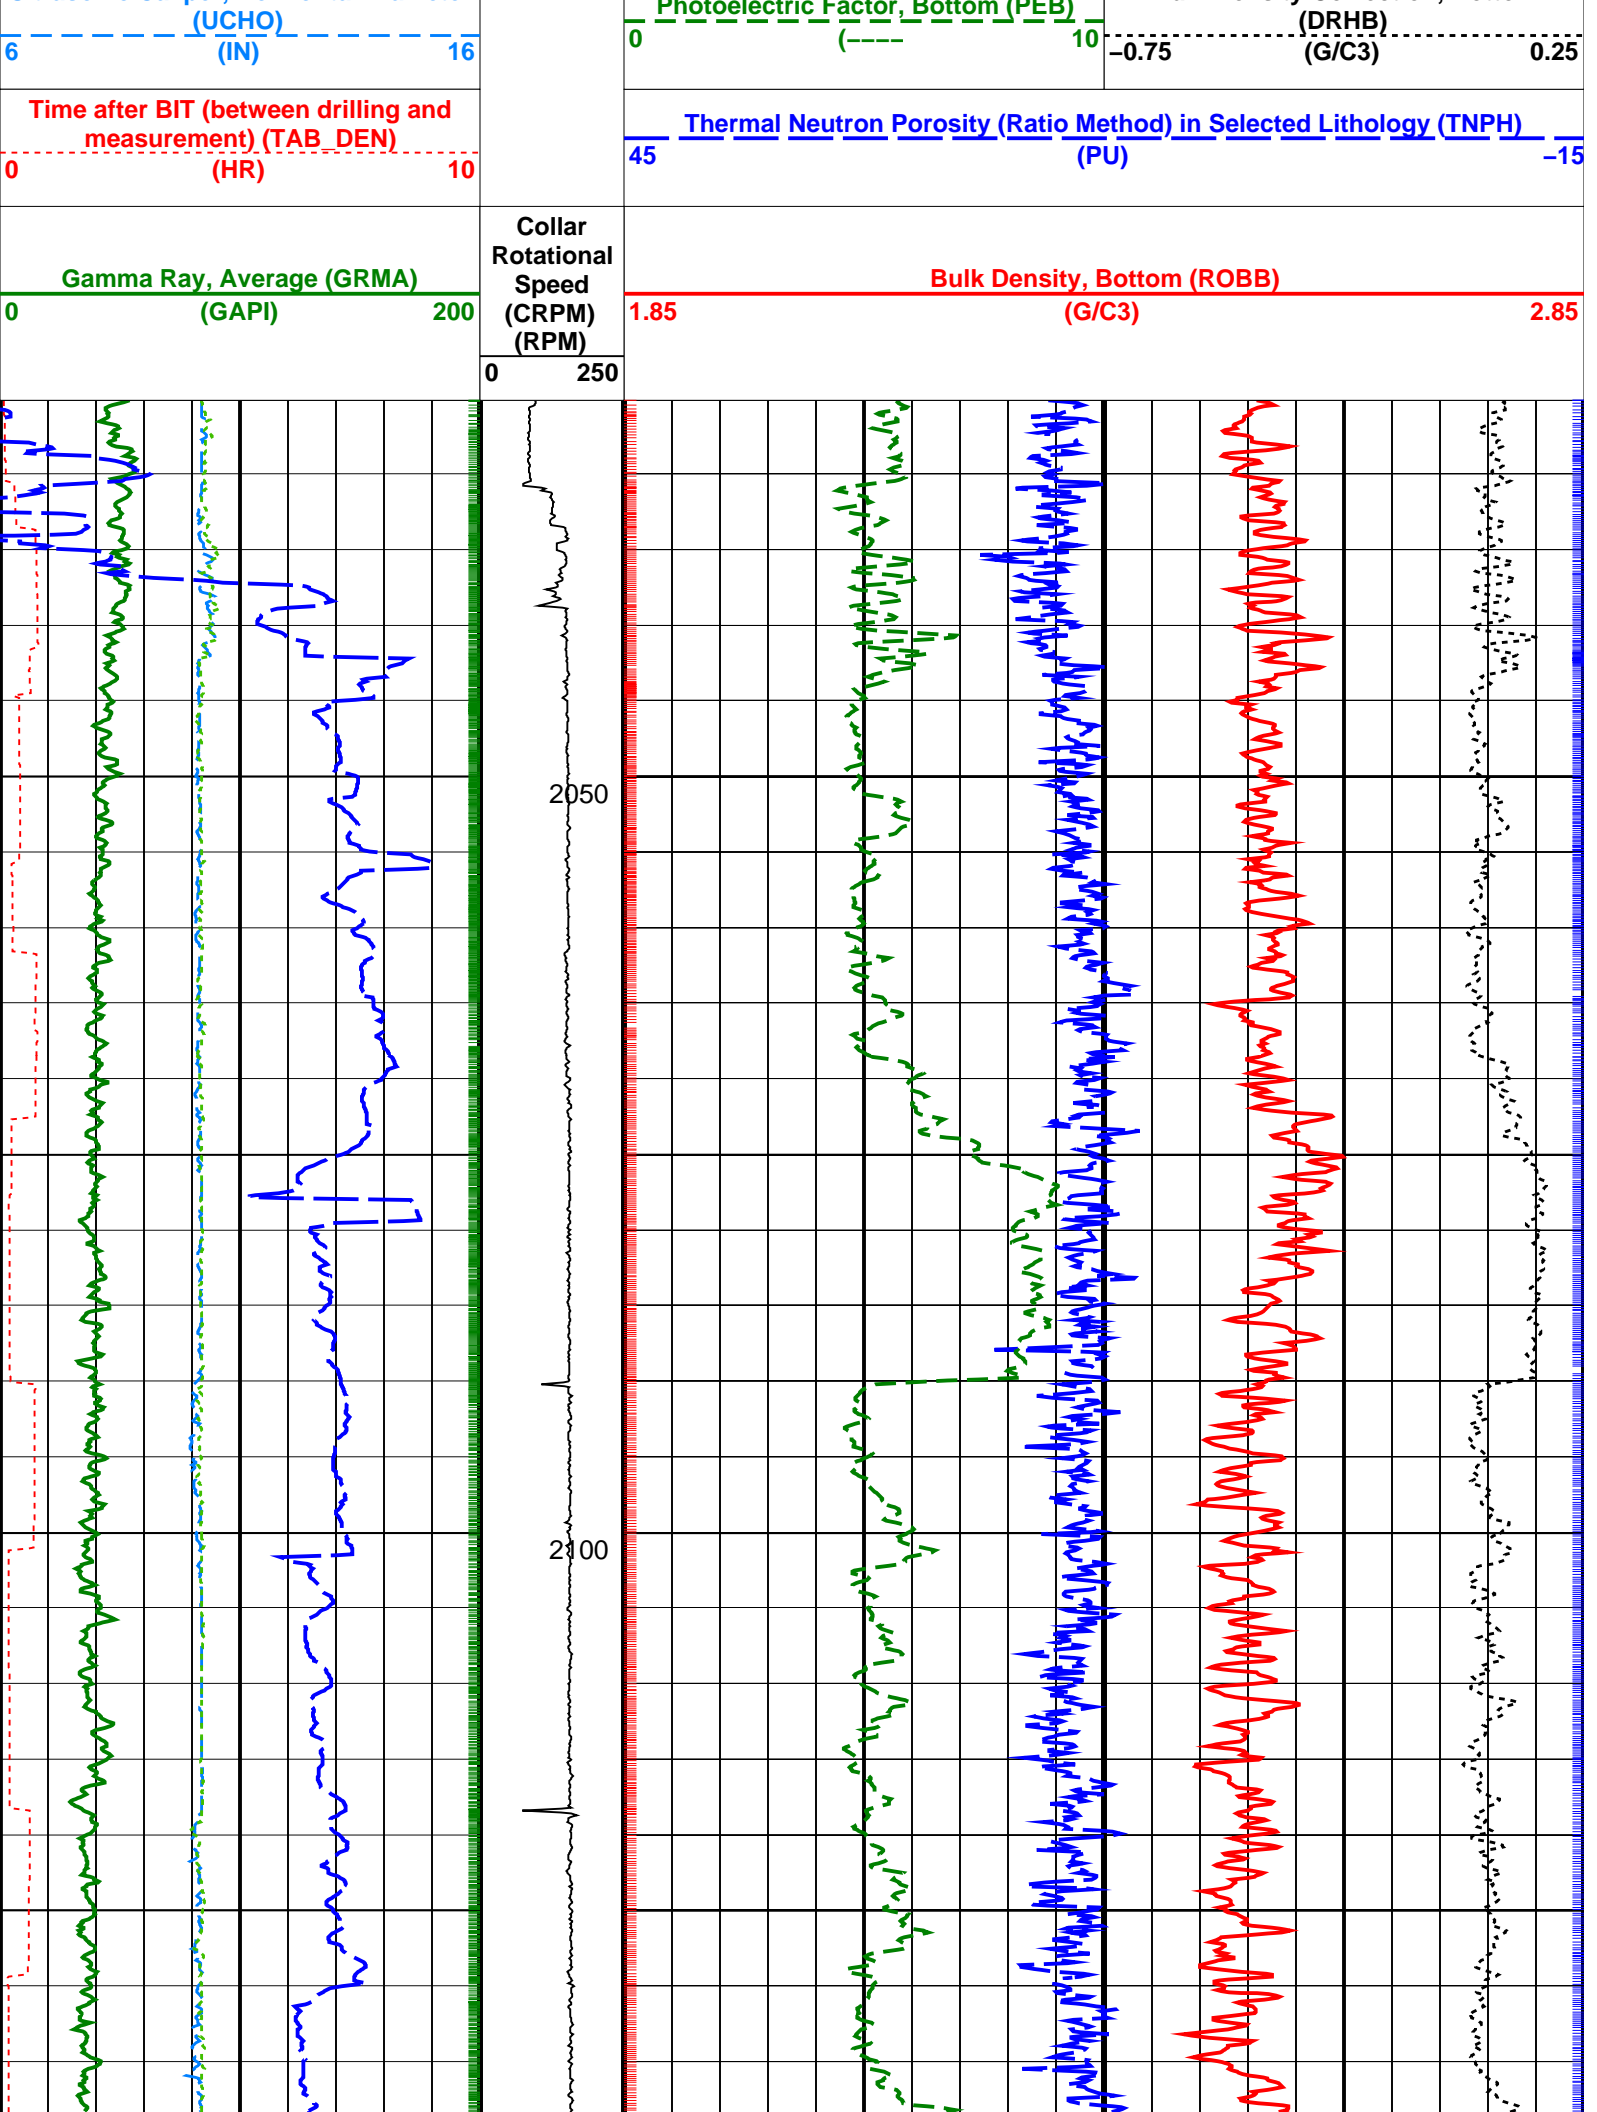 (UCHO)
6 (IN) 16
Time after BIT (between drilling and
measurement) (TAB_DEN)
0 (HR) 10
Gamma Ray, Average (GRMA)
0 (GAPI) 200
Collar
Rotational
Speed
(CRPM)
(RPM)
0 250
Photoelectric Factor, Bottom (PEB)
0 (---- 10
(DRHB)
-0.75 (G/C3) 0.25
Thermal Neutron Porosity (Ratio Method) in Selected Lithology (TNPH)
45 (PU) -15
Bulk Density, Bottom (ROBB)
1.85 (G/C3) 2.85
2050
2100